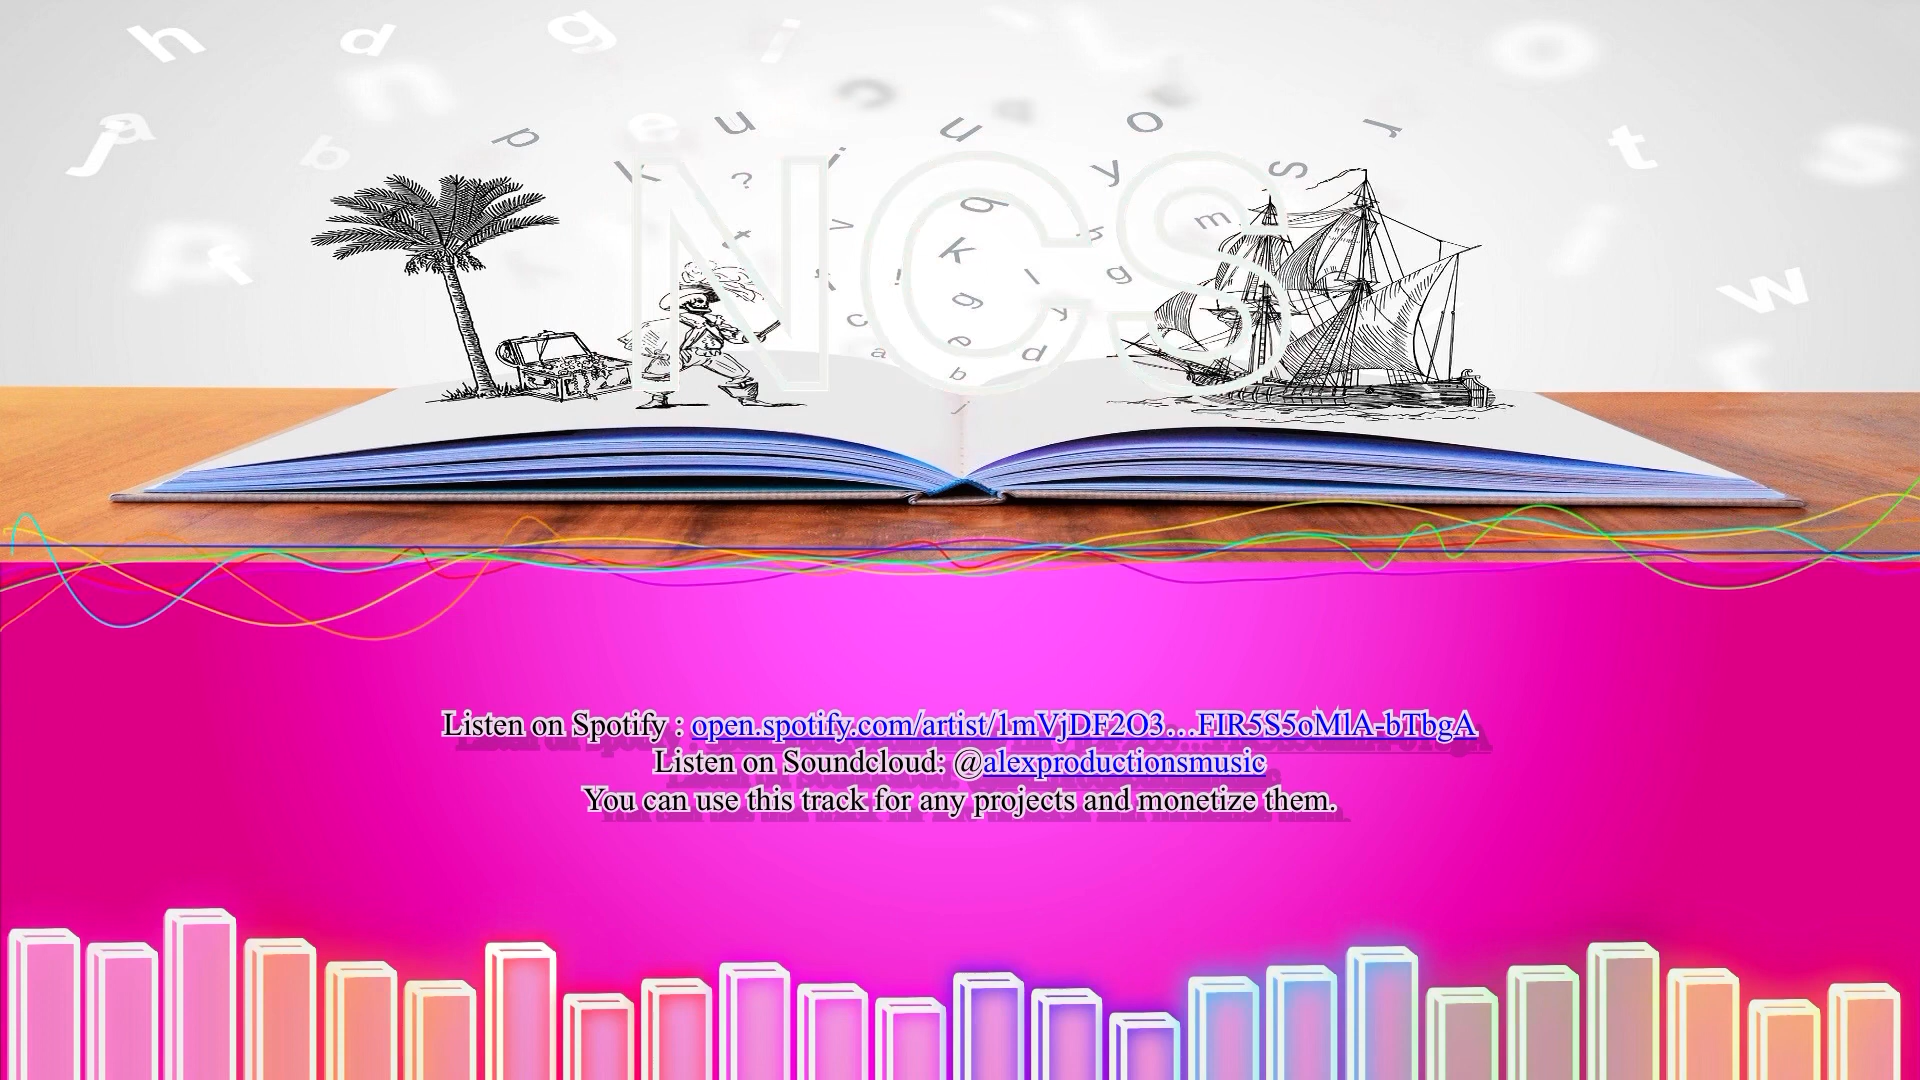 NCS
Listen on Spotify : open.spotify.com/artist/1mVjDF2O3...FIR5S5oMlA-bTbgA
Listen on Soundcloud: @alexproductionsmusic
You can use this track for any projects and monetize them.